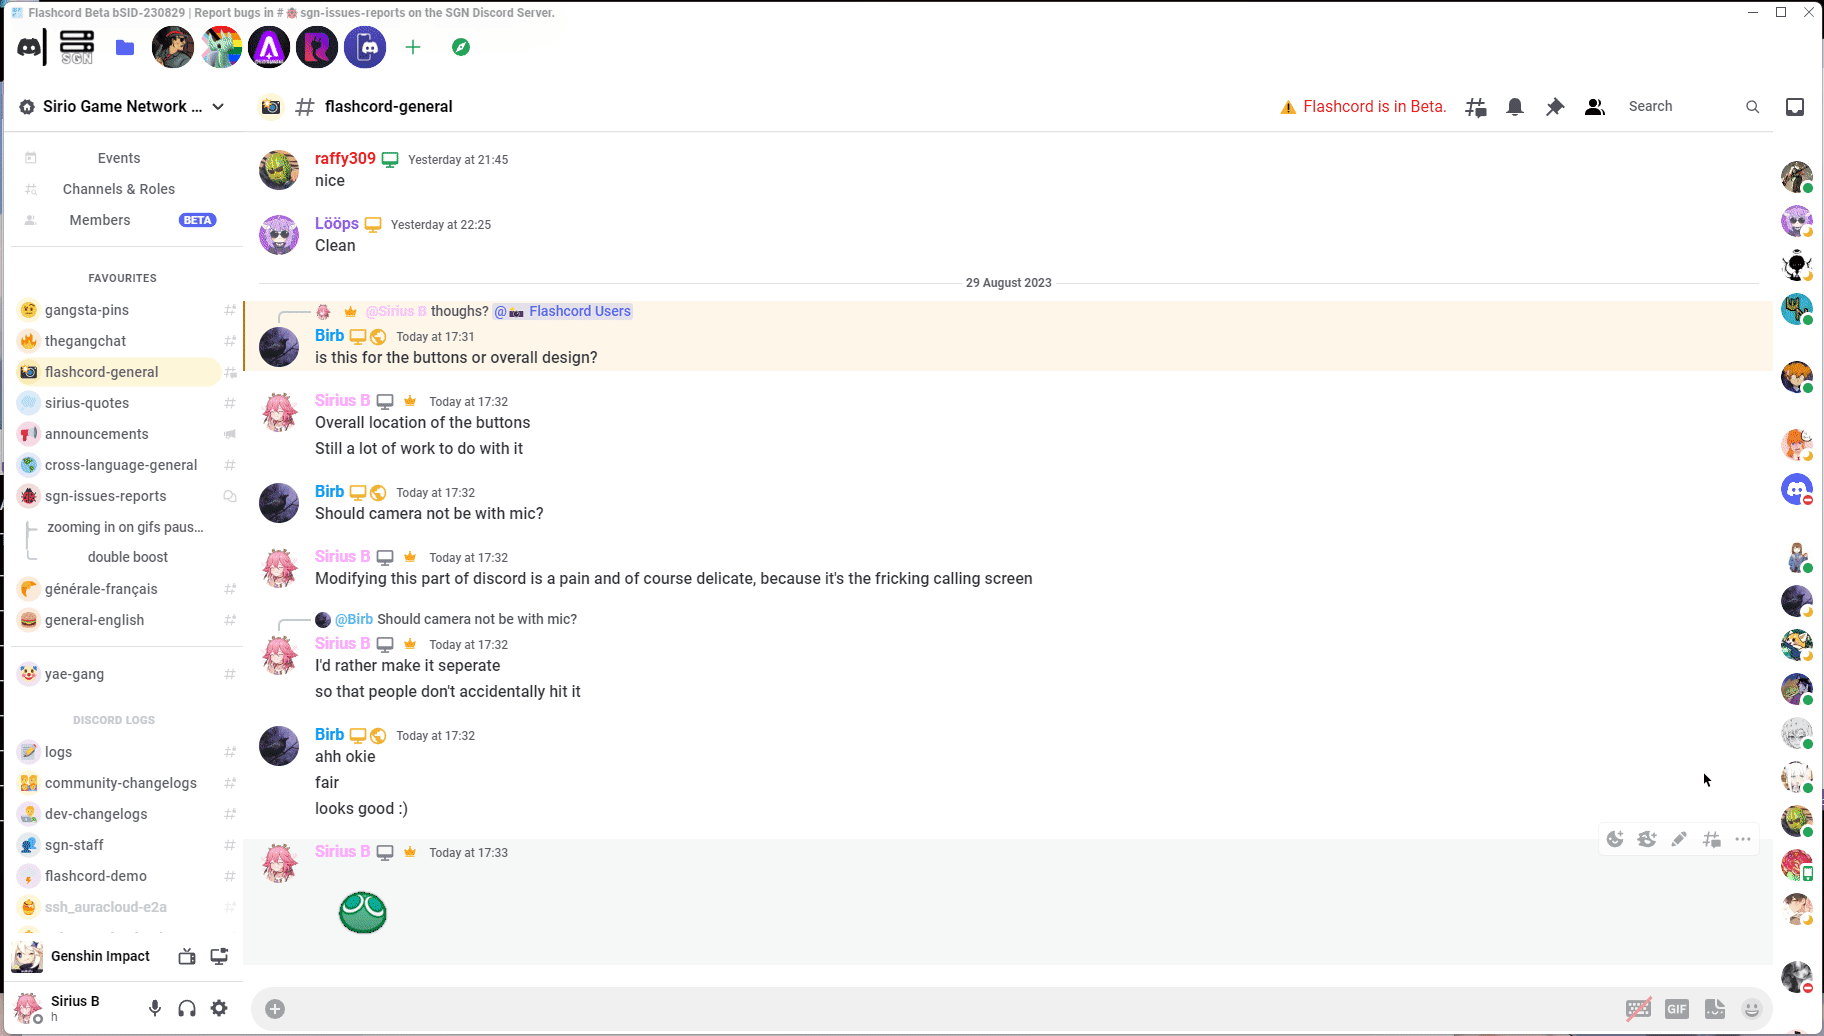 Flashcord Beta bSID-230829 | Report bugs in # 🐞 sgn-issues-reports on the SGN Discord Server.
SGN
Sirio Game Network ...
flashcord-general
Flashcord is in Beta.
Search
Events
Channels & Roles
Members
BETA
FAVOURITES
gangsta-pins
thegangchat
flashcord-general
sirius-quotes
announcements
cross-language-general
sgn-issues-reports
zooming in on gifs paus...
double boost
générale-français
general-english
yae-gang
DISCORD LOGS
logs
community-changelogs
dev-changelogs
sgn-staff
flashcord-demo
ssh_auracloud-e2a
Genshin Impact
Sirius B
h
raffy309 Yesterday at 21:45
nice
Lööps Yesterday at 22:25
Clean
29 August 2023
@Sirius B thoughs? @📸 Flashcord Users
Birb Today at 17:31
is this for the buttons or overall design?
Sirius B Today at 17:32
Overall location of the buttons
Still a lot of work to do with it
Birb Today at 17:32
Should camera not be with mic?
Sirius B Today at 17:32
Modifying this part of discord is a pain and of course delicate, because it's the fricking calling screen
@Birb Should camera not be with mic?
Sirius B Today at 17:32
I'd rather make it seperate
so that people don't accidentally hit it
Birb Today at 17:32
ahh okie
fair
looks good :)
Sirius B Today at 17:33
GIF